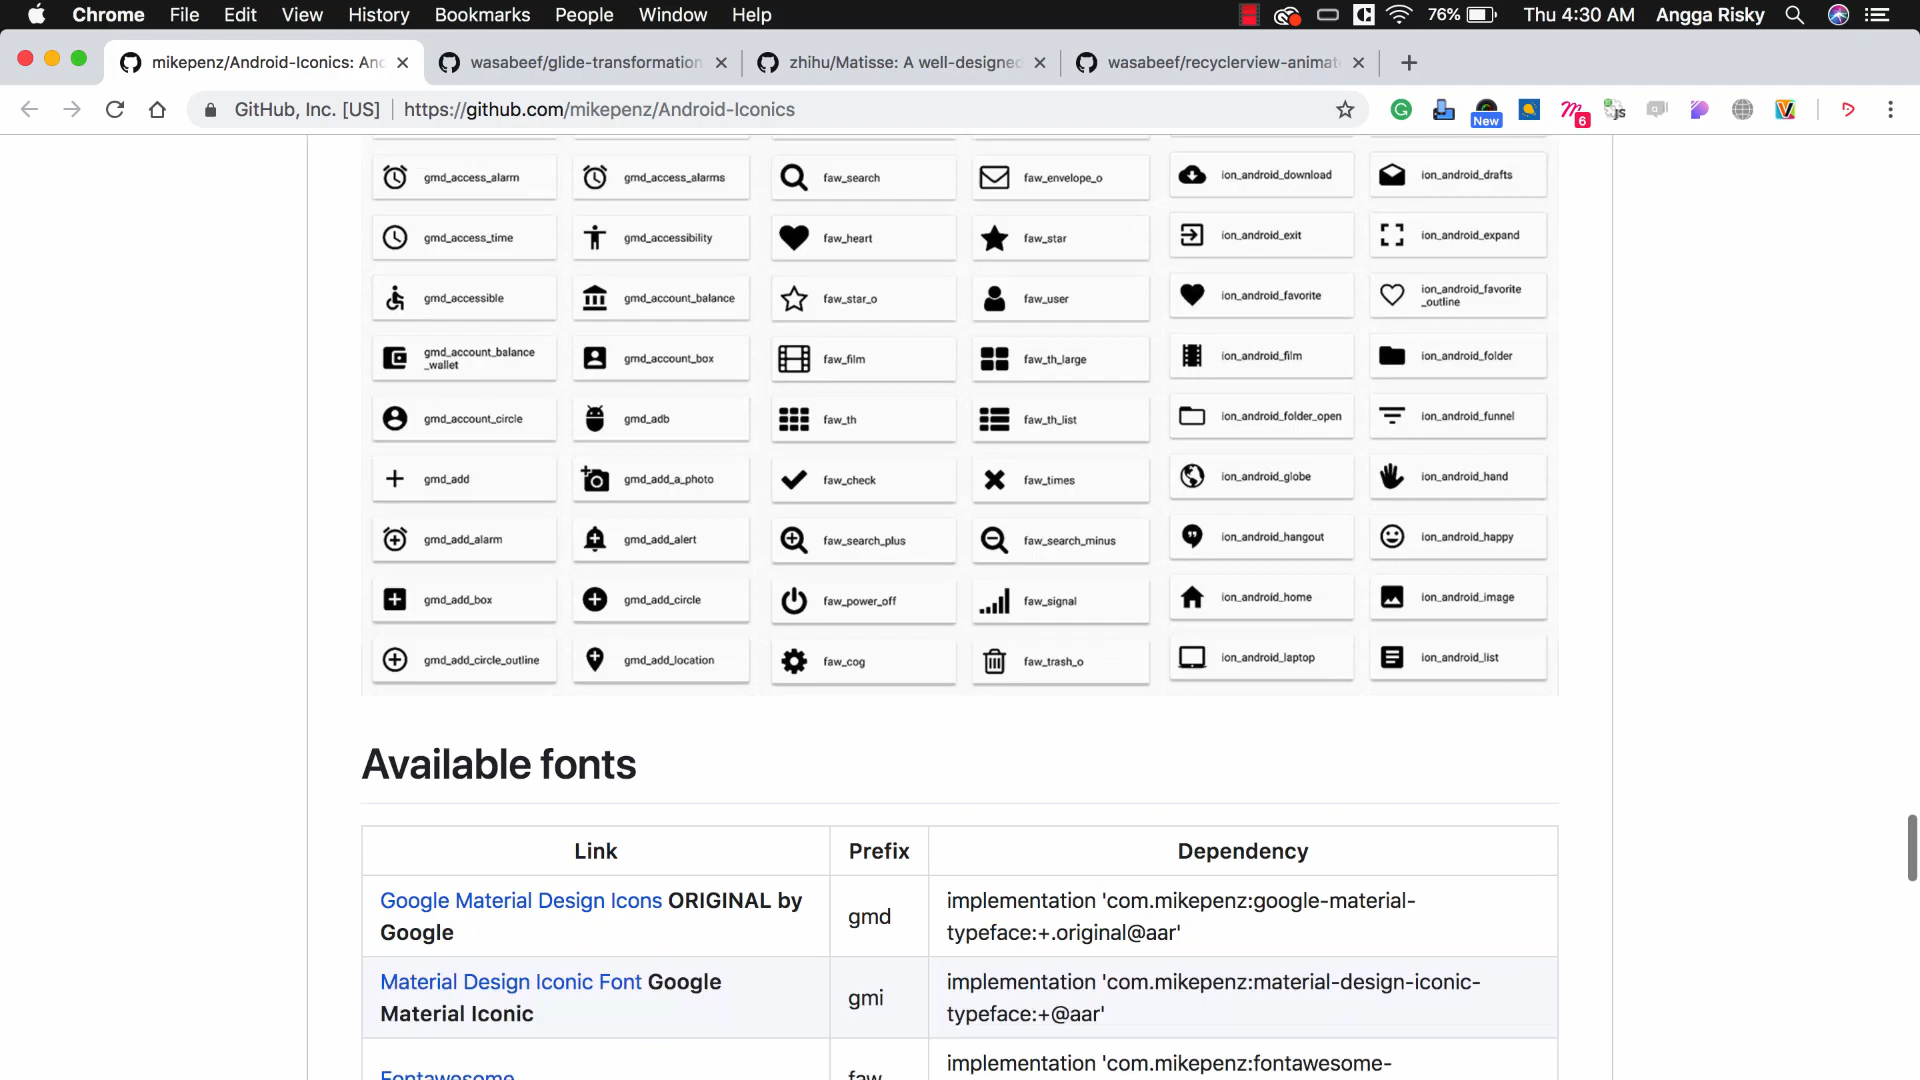 Chrome File Edit View History Bookmarks People Window Help 76% Thu 4:30 AM Angga Risky
mikepenz/Android-Iconics: And wasabeef/glide-transformation zhihu/Matisse: A well-designed wasabeef/recyclerview-animat
GitHub, Inc. [US] https://github.com/mikepenz/Android-Iconics New 6 js
gmd_access_alarm gmd_access_alarms faw_search faw_envelope_o ion_android_download ion_android_drafts
gmd_access_time gmd_accessibility faw_heart faw_star ion_android_exit ion_android_expand
gmd_accessible gmd_account_balance faw_star_o faw_user ion_android_favorite ion_android_favorite
_outline
gmd_account_balance
_wallet gmd_account_box faw_film faw_th_large ion_android_film ion_android_folder
gmd_account_circle gmd_adb faw_th faw_th_list ion_android_folder_open ion_android_funnel
gmd_add gmd_add_a_photo faw_check faw_times ion_android_globe ion_android_hand
gmd_add_alarm gmd_add_alert faw_search_plus faw_search_minus ion_android_hangout ion_android_happy
gmd_add_box gmd_add_circle faw_power_off faw_signal ion_android_home ion_android_image
gmd_add_circle_outline gmd_add_location faw_cog faw_trash_o ion_android_laptop ion_android_list
Available fonts
Link Prefix Dependency
Google Material Design Icons ORIGINAL by
Google
gmd
implementation 'com.mikepenz:google-material-
typeface:+.original@aar'
Material Design Iconic Font Google
Material Iconic
gmi
implementation 'com.mikepenz:material-design-iconic-
typeface:+@aar'
Fontawesome
faw
implementation 'com.mikepenz:fontawesome-